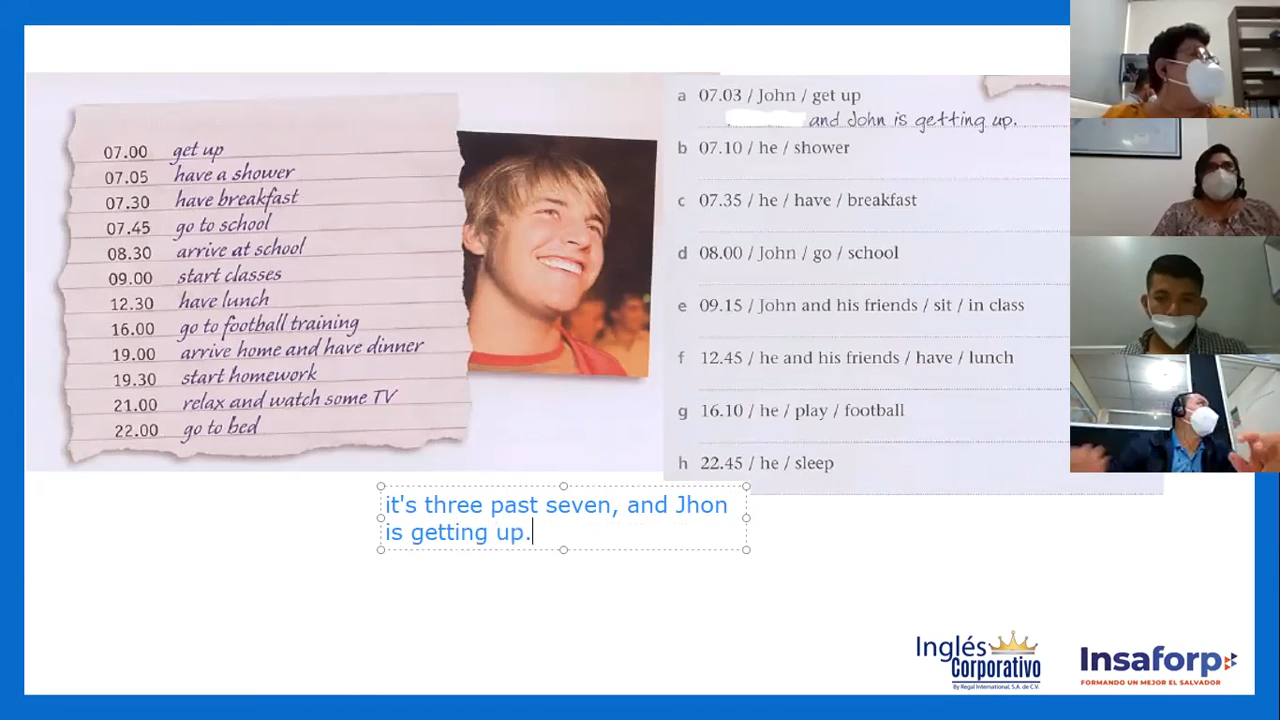 07.00 get up
07.05 have a shower
07.30 have breakfast
07.45 go to school
08.30 arrive at school
09.00 start classes
12.30 have lunch
16.00 go to football training
19.00 arrive home and have dinner
19.30 start homework
21.00 relax and watch some TV
22.00 go to bed
a 07.03 / John / get up
and John is getting up.
b 07.10 / he / shower
c 07.35 / he / have / breakfast
d 08.00 / John / go / school
e 09.15 / John and his friends / sit / in class
f 12.45 / he and his friends / have / lunch
g 16.10 / he / play / football
h 22.45 / he / sleep
it's three past seven, and Jhon
is getting up.
Inglés
Corporativo
By Regal International, S.A. de C.V.
Insaforp
FORMANDO UN MEJOR EL SALVADOR